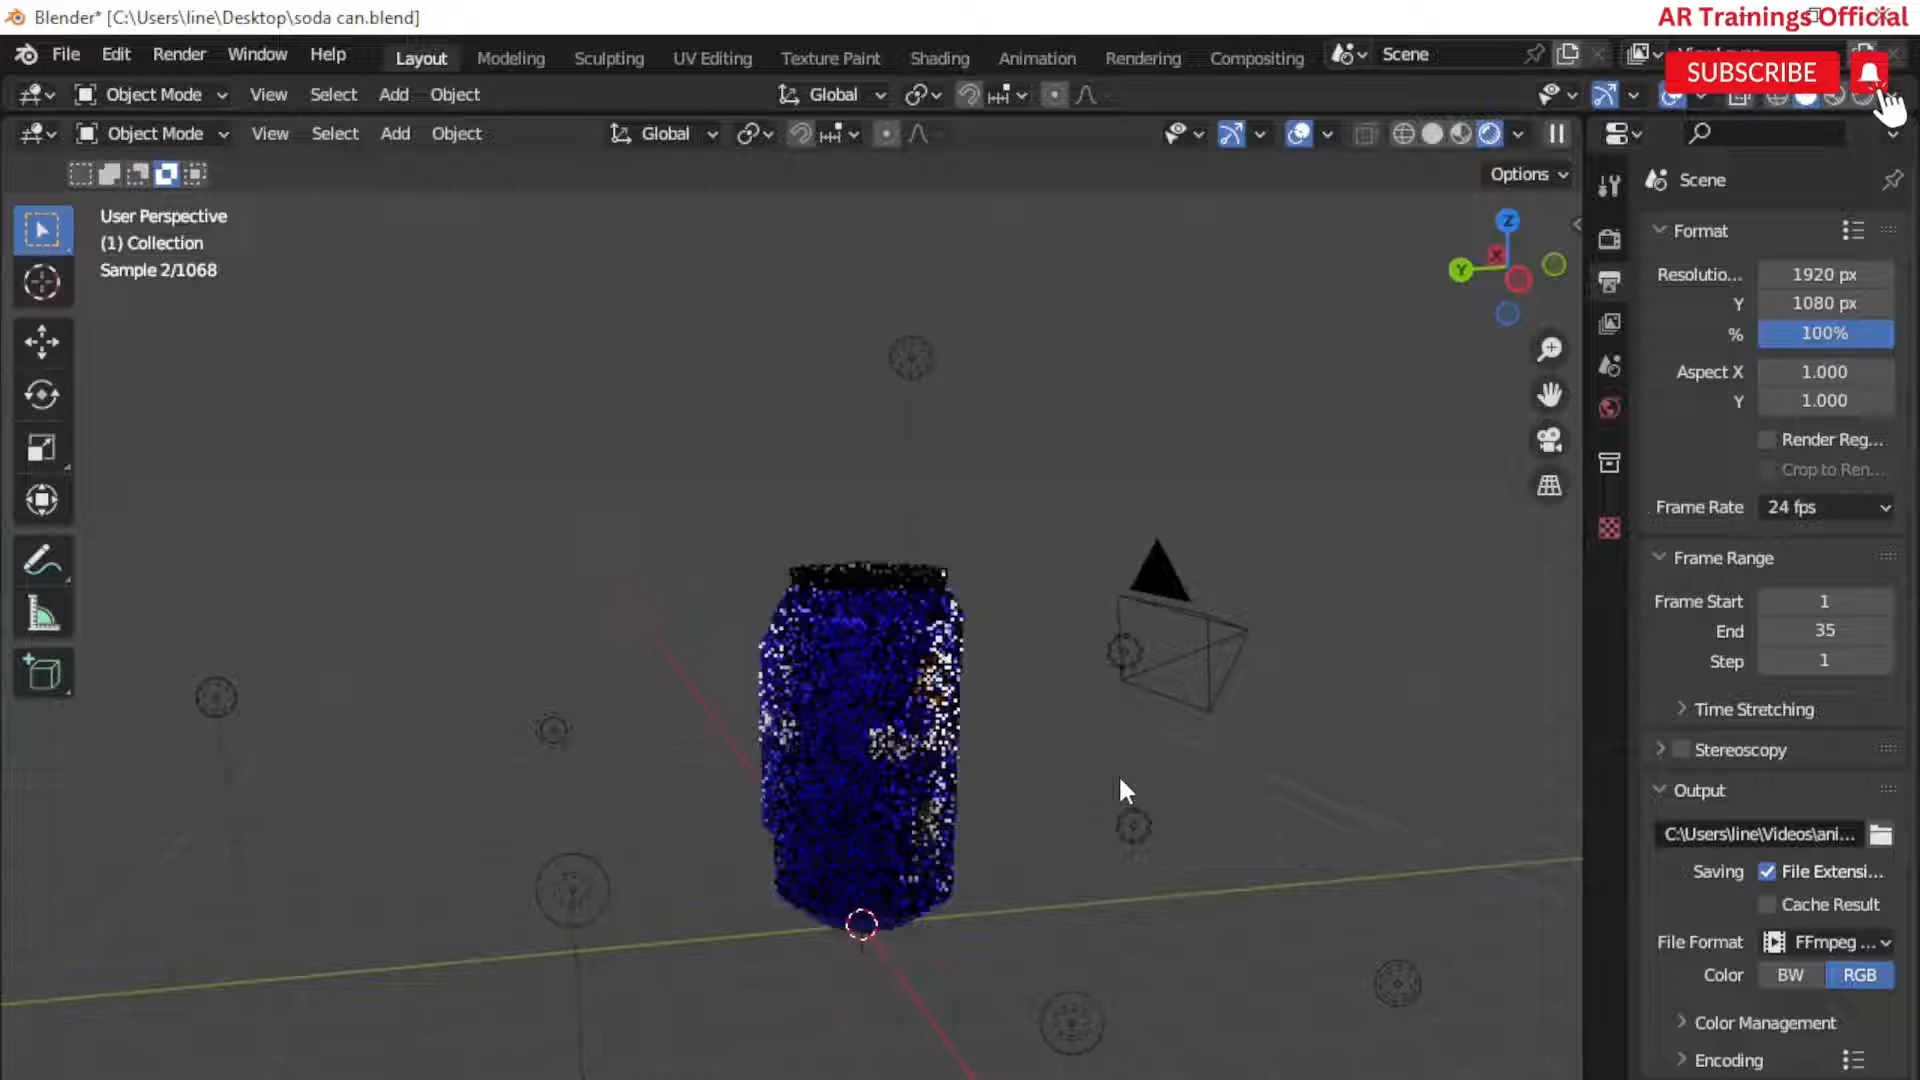 Blender* [C:\Users\line\Desktop\soda can.blend]
AR Trainings Official
File Edit Render Window Help Layout Modeling Sculpting UV Editing Texture Paint Shading Animation Rendering Compositing Scene
SUBSCRIBE
Object Mode View Select Add Object Global
Object Mode View Select Add Object Global
Options
User Perspective
(1) Collection
Sample 2/1068
Z
Y
X
Scene
Format
Resolutio... 1920 px
Y 1080 px
% 100%
Aspect X 1.000
Y 1.000
Render Reg...
Crop to Ren...
Frame Rate 24 fps
Frame Range
Frame Start 1
End 35
Step 1
Time Stretching
Stereoscopy
Output
C:\Users\line\Videos\ani...
Saving File Extensi...
Cache Result
File Format FFmpeg ...
Color BW RGB
Color Management
Encoding